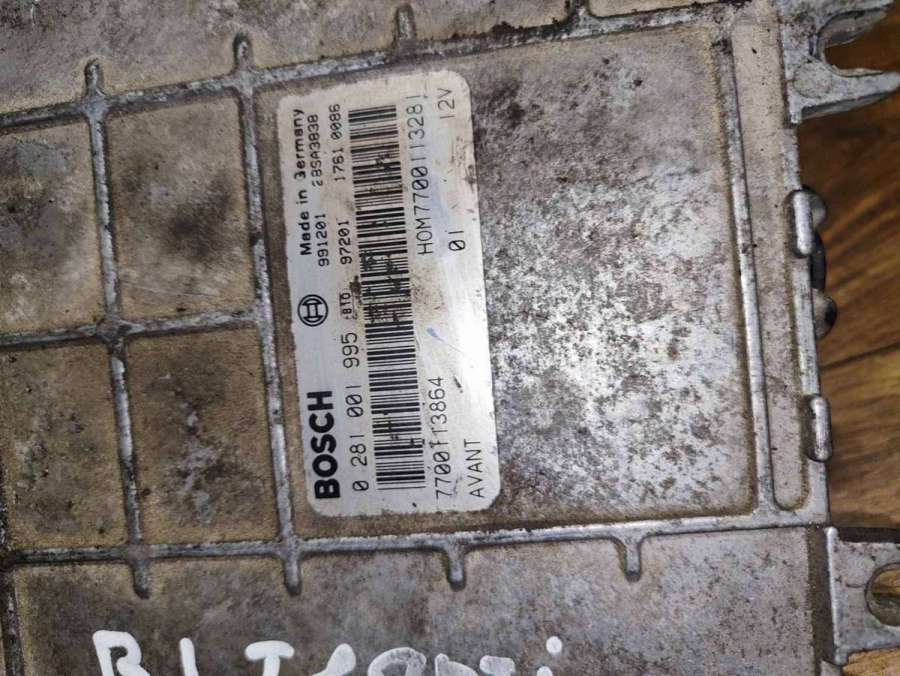 BOSCH
Made in Germany
0 281 001 995
991201
28SA3838
97201
1761 0086
7700113864
HOM7700113281
AVANT
01
12V